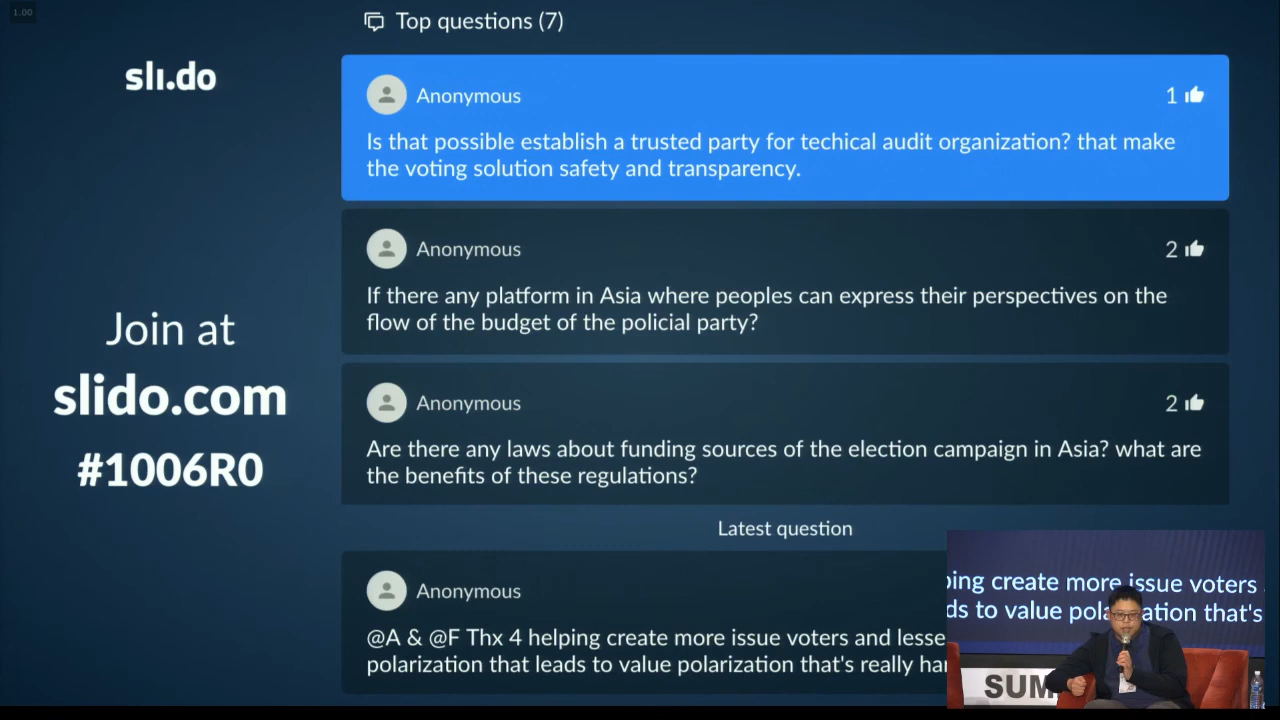 1.00
Top questions (7)
sli.do
Anonymous
1
Is that possible establish a trusted party for techical audit organization? that make
the voting solution safety and transparency.
Anonymous
2
If there any platform in Asia where peoples can express their perspectives on the
flow of the budget of the policial party?
Join at
slido.com
#1006R0
Anonymous
2
Are there any laws about funding sources of the election campaign in Asia? what are
the benefits of these regulations?
Latest question
Anonymous
@A & @F Thx 4 helping create more issue voters and lesse
polarization that leads to value polarization that's really har
ping create more issue voters
ds to value polarization that's
SUM